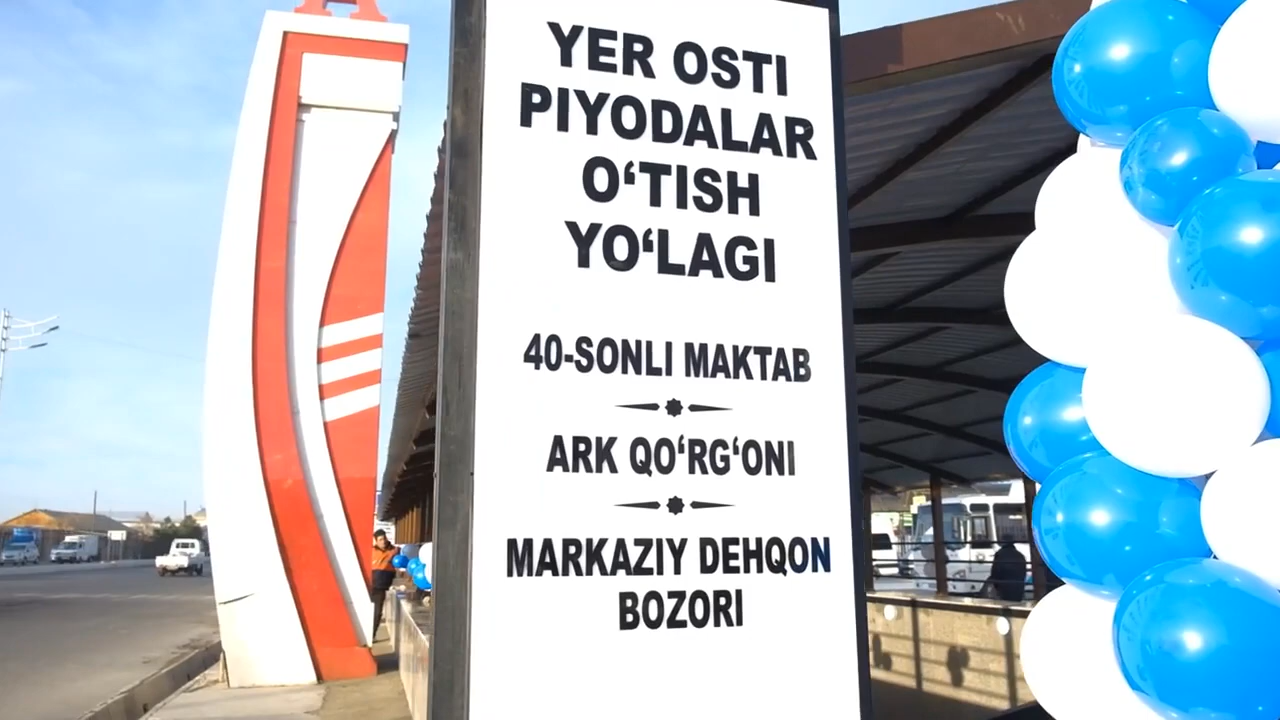 YER OSTI
PIYODALAR
O‘TISH
YO‘LAGI
40-SONLI MAKTAB
ARK QO‘RG‘ONI
MARKAZIY DEHQON
BOZORI